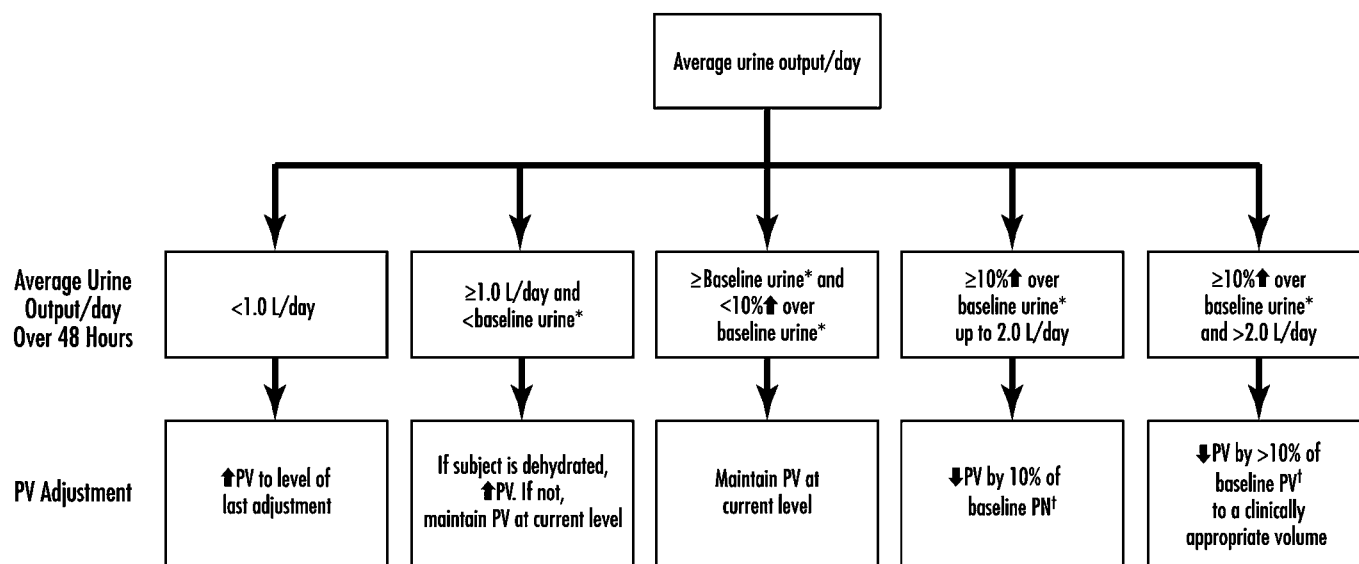 Average urine output/day
Average Urine
Output/day
Over 48 Hours
<1.0 L/day
≥1.0 L/day and
<baseline urine*
≥Baseline urine* and
<10%⬆ over
baseline urine*
≥10%⬆ over
baseline urine*
up to 2.0 L/day
≥10%⬆ over
baseline urine*
and >2.0 L/day
PV Adjustment
⬆PV to level of
last adjustment
If subject is dehydrated,
⬆PV. If not,
maintain PV at current level
Maintain PV at
current level
⬇PV by 10% of
baseline PN†
⬇PV by >10% of
baseline PV†
to a clinically
appropriate volume